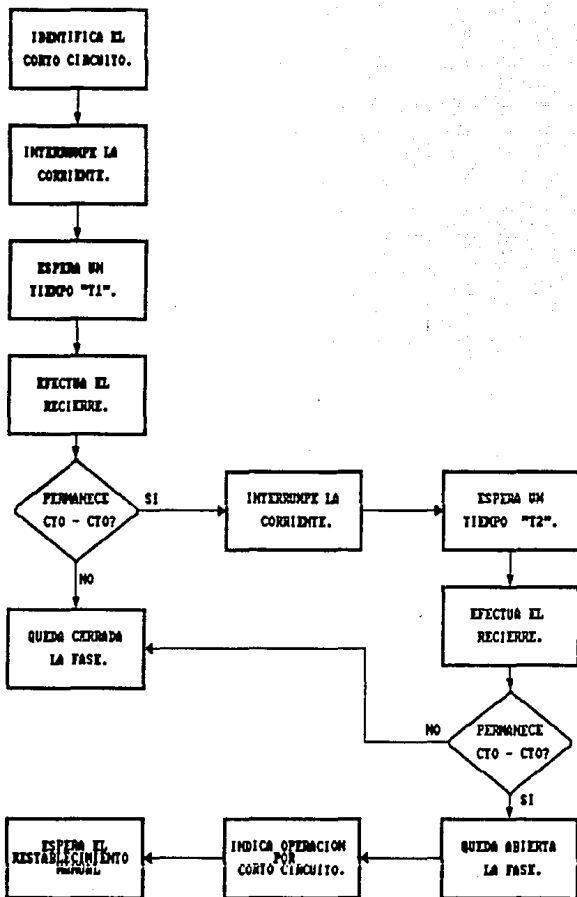 IDENTIFICA EL
CORTO CIRCUITO.
INTERRUMPE LA
CORRIENTE.
ESPERA UN
TIEMPO "T1".
EFECTUA EL
RECIERRE.
PERMANECE
CTO - CTO?
SI
INTERRUMPE LA
CORRIENTE.
ESPERA UN
TIEMPO "T2".
NO
EFECTUA EL
RECIERRE.
QUEDA CERRADA
LA FASE.
NO
PERMANECE
CTO - CTO?
SI
ESPERA EL
RESTABLECIMIENTO
MANUAL
INDICA OPERACION
POR
CORTO CIRCUITO.
QUEDA ABIERTA
LA FASE.